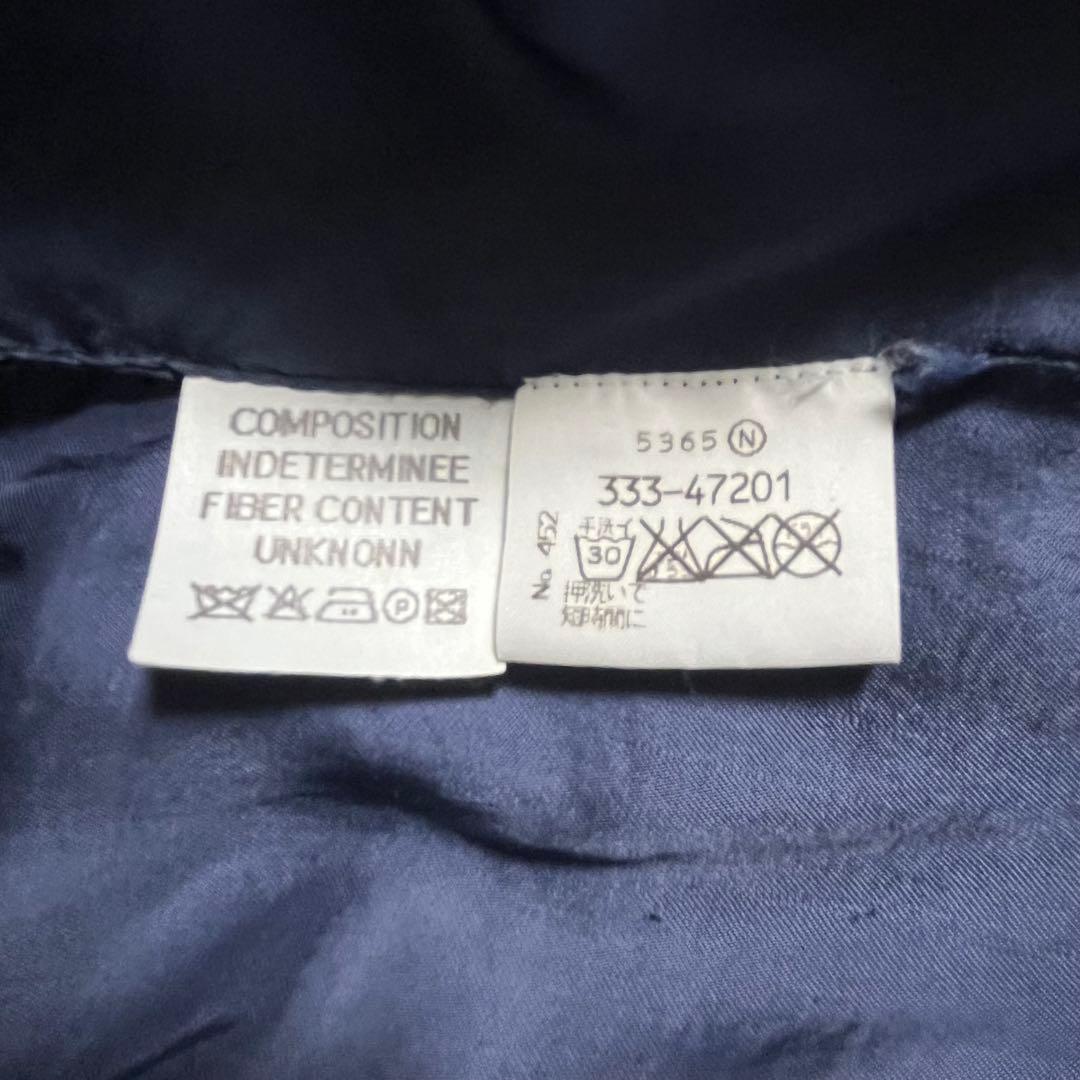 COMPOSITION
INDETERMINEE
FIBER CONTENT
UNKNONN
P
5365 Ⓝ
333-47201
No. 452
手洗イ
30
押洗いで
短時間に